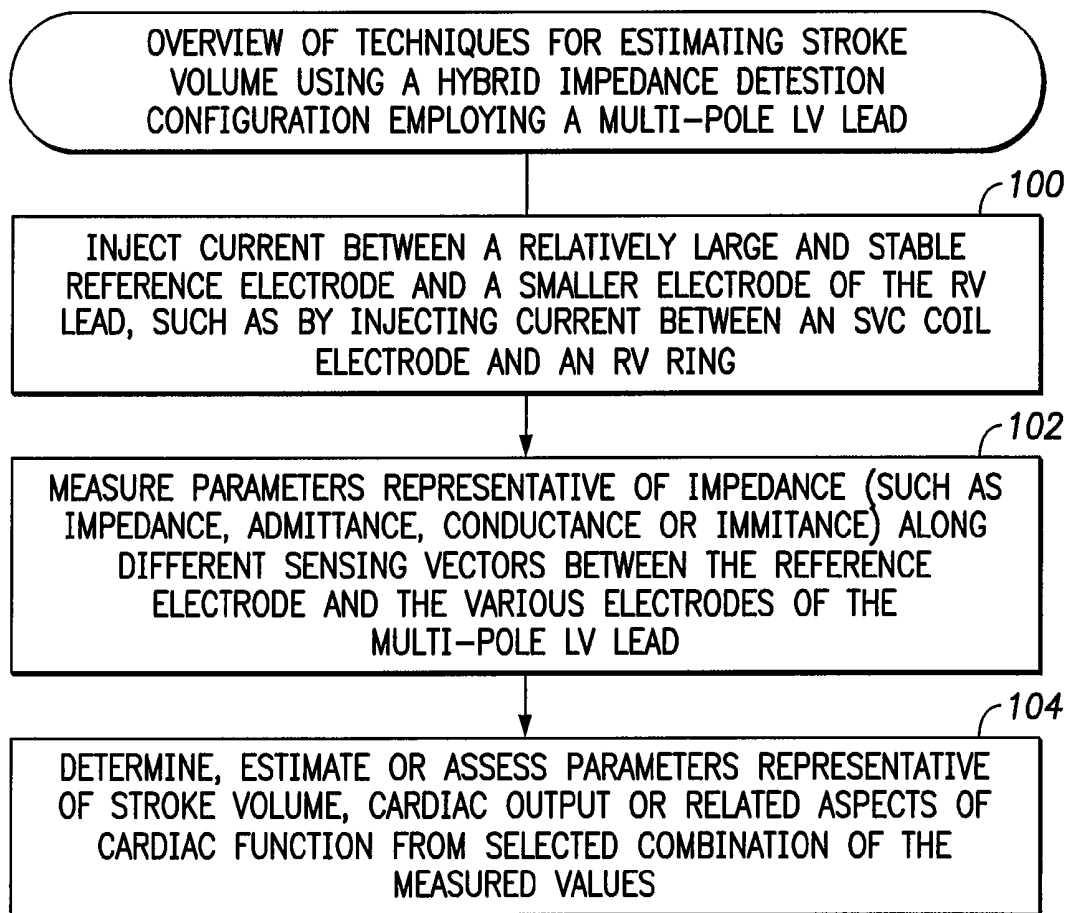 OVERVIEW OF TECHNIQUES FOR ESTIMATING STROKE
VOLUME USING A HYBRID IMPEDANCE DETESTION
CONFIGURATION EMPLOYING A MULTI-POLE LV LEAD
100
INJECT CURRENT BETWEEN A RELATIVELY LARGE AND STABLE
REFERENCE ELECTRODE AND A SMALLER ELECTRODE OF THE RV
LEAD, SUCH AS BY INJECTING CURRENT BETWEEN AN SVC COIL
ELECTRODE AND AN RV RING
102
MEASURE PARAMETERS REPRESENTATIVE OF IMPEDANCE (SUCH AS
IMPEDANCE, ADMITTANCE, CONDUCTANCE OR IMMITANCE) ALONG
DIFFERENT SENSING VECTORS BETWEEN THE REFERENCE
ELECTRODE AND THE VARIOUS ELECTRODES OF THE
MULTI-POLE LV LEAD
104
DETERMINE, ESTIMATE OR ASSESS PARAMETERS REPRESENTATIVE
OF STROKE VOLUME, CARDIAC OUTPUT OR RELATED ASPECTS OF
CARDIAC FUNCTION FROM SELECTED COMBINATION OF THE
MEASURED VALUES